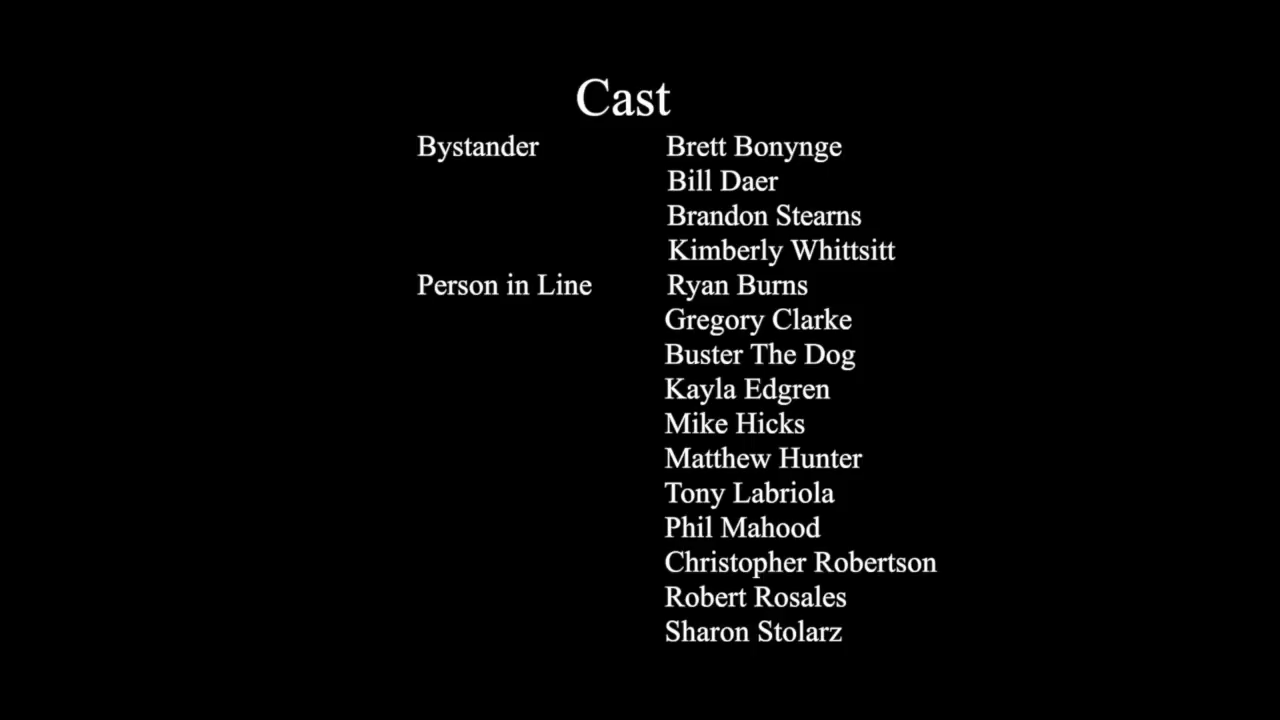 Cast
Bystander Brett Bonynge
Bill Daer
Brandon Stearns
Kimberly Whittsitt
Person in Line Ryan Burns
Gregory Clarke
Buster The Dog
Kayla Edgren
Mike Hicks
Matthew Hunter
Tony Labriola
Phil Mahood
Christopher Robertson
Robert Rosales
Sharon Stolarz